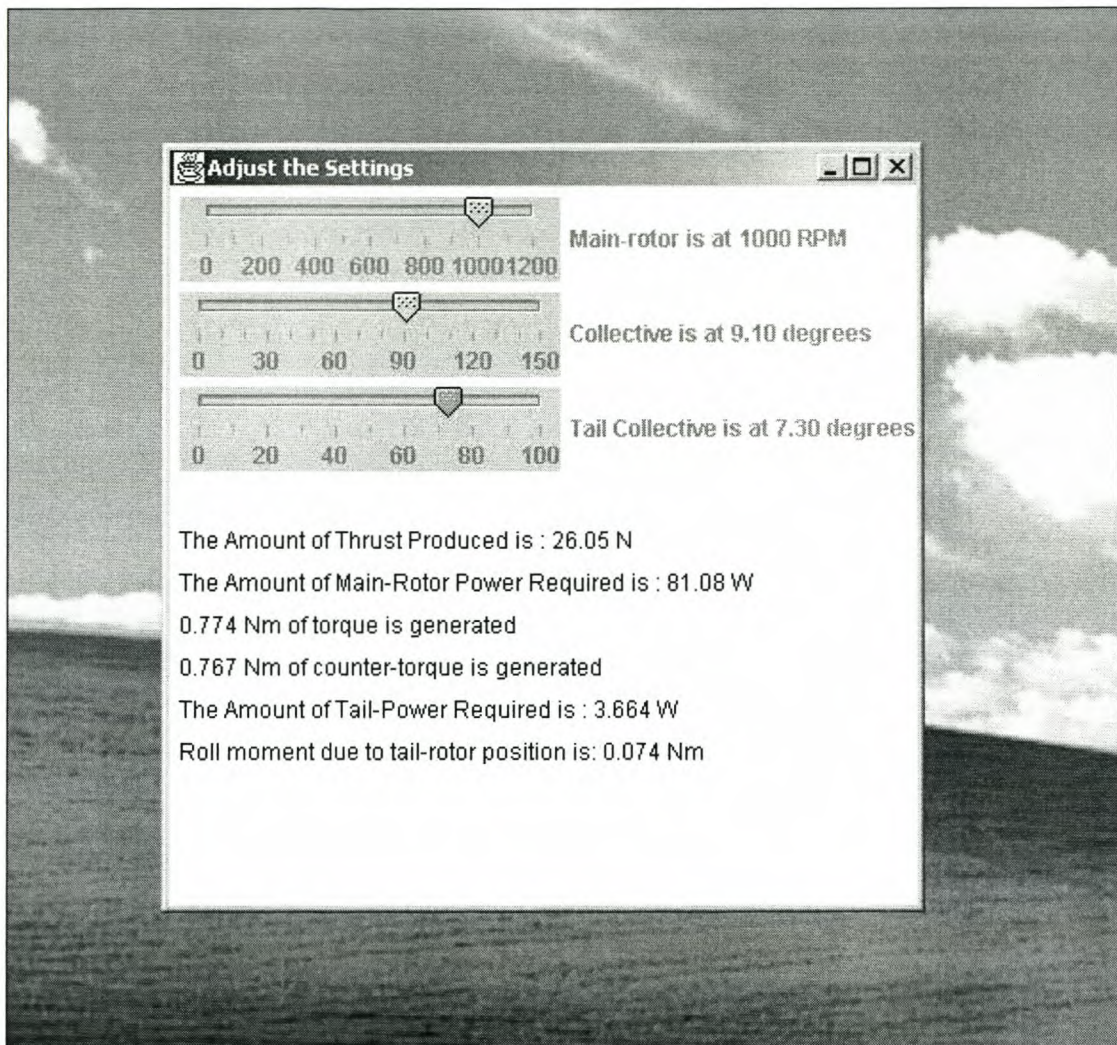 Adjust the Settings
0 200 400 600 800 1000 1200
Main-rotor is at 1000 RPM
0 30 60 90 120 150
Collective is at 9.10 degrees
0 20 40 60 80 100
Tail Collective is at 7.30 degrees
The Amount of Thrust Produced is : 26.05 N
The Amount of Main-Rotor Power Required is : 81.08 W
0.774 Nm of torque is generated
0.767 Nm of counter-torque is generated
The Amount of Tail-Power Required is : 3.664 W
Roll moment due to tail-rotor position is: 0.074 Nm